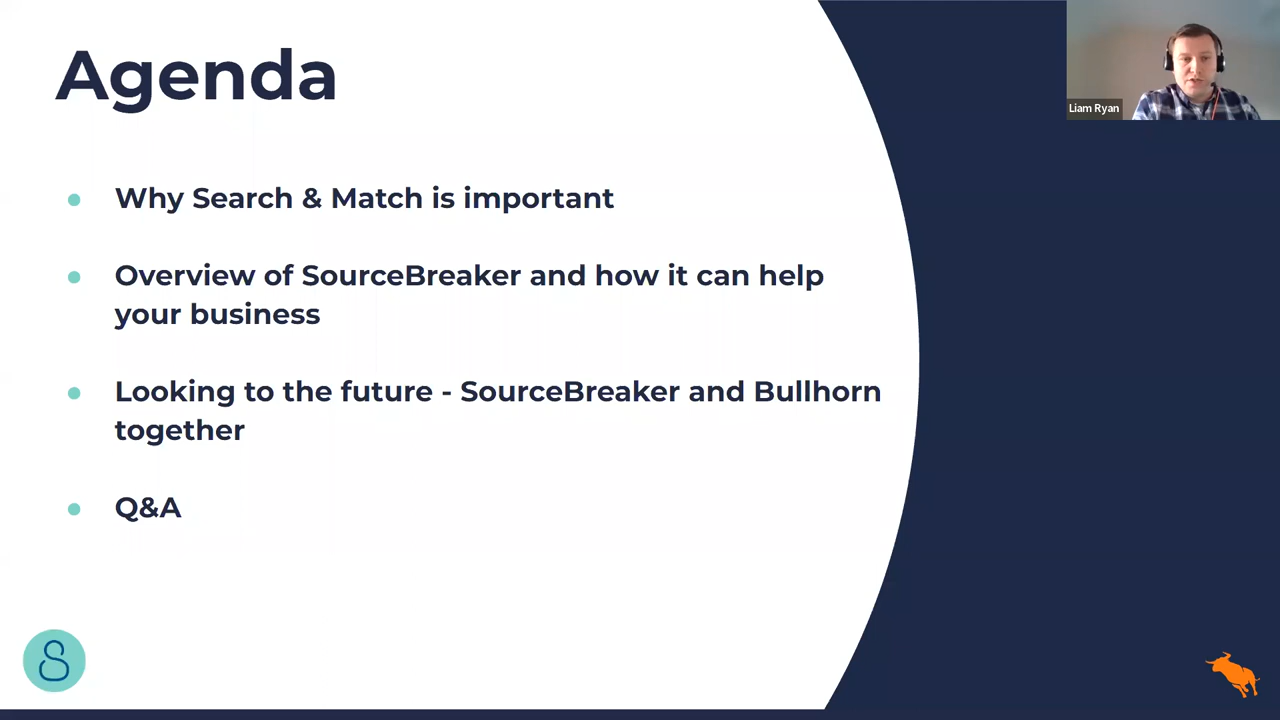 Agenda
Liam Ryan
Why Search & Match is important
Overview of SourceBreaker and how it can help
your business
Looking to the future - SourceBreaker and Bullhorn
together
Q&A